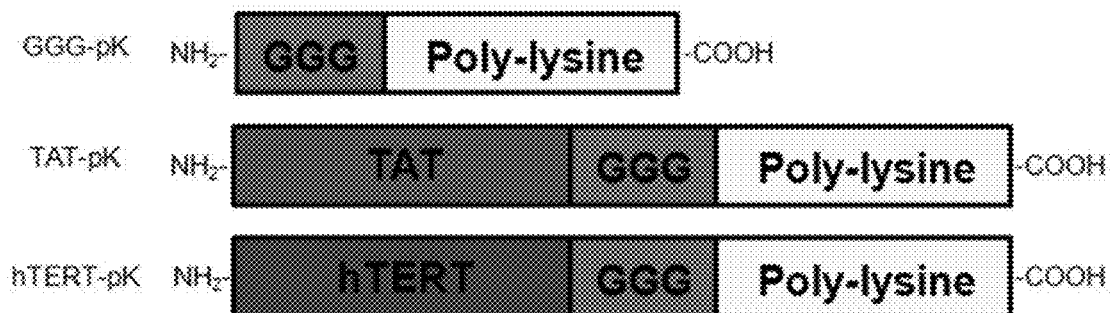 GGG-pK NH₂- GGG Poly-lysine -COOH
TAT-pK NH₂- TAT GGG Poly-lysine -COOH
hTERT-pK NH₂- hTERT GGG Poly-lysine -COOH